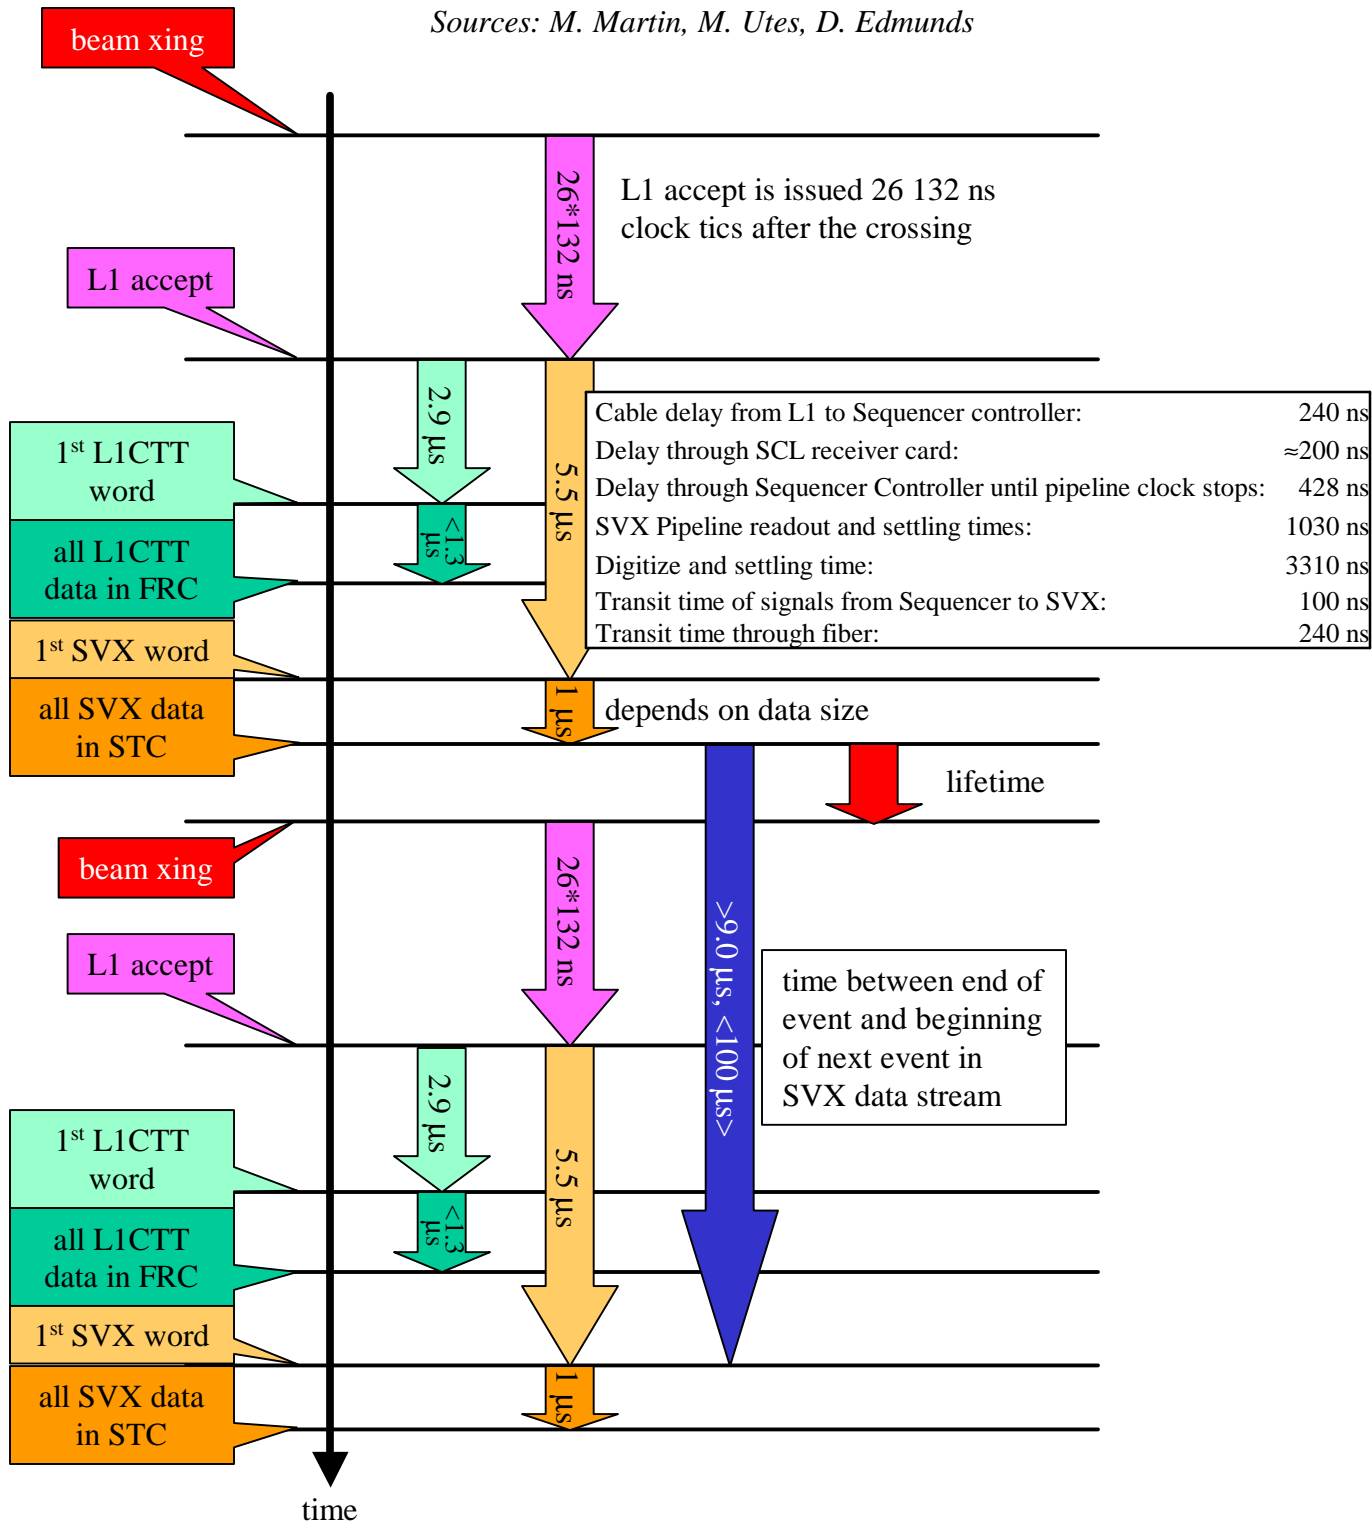 Sources: M. Martin, M. Utes, D. Edmunds
beam xing
26*132 ns
L1 accept is issued 26 132 ns
clock tics after the crossing
L1 accept
2.9 µs
5.5 µs
Cable delay from L1 to Sequencer controller: 240 ns
Delay through SCL receiver card: ≈200 ns
Delay through Sequencer Controller until pipeline clock stops: 428 ns
SVX Pipeline readout and settling times: 1030 ns
Digitize and settling time: 3310 ns
Transit time of signals from Sequencer to SVX: 100 ns
Transit time through fiber: 240 ns
1st L1CTT
word
<1.3
µs
all L1CTT
data in FRC
1st SVX word
all SVX data
in STC
1 µs
depends on data size
lifetime
beam xing
26*132 ns
>9.0 µs, <100 µs>
L1 accept
time between end of
event and beginning
of next event in
SVX data stream
2.9 µs
5.5 µs
1st L1CTT
word
<1.3
µs
all L1CTT
data in FRC
1st SVX word
all SVX data
in STC
1 µs
time